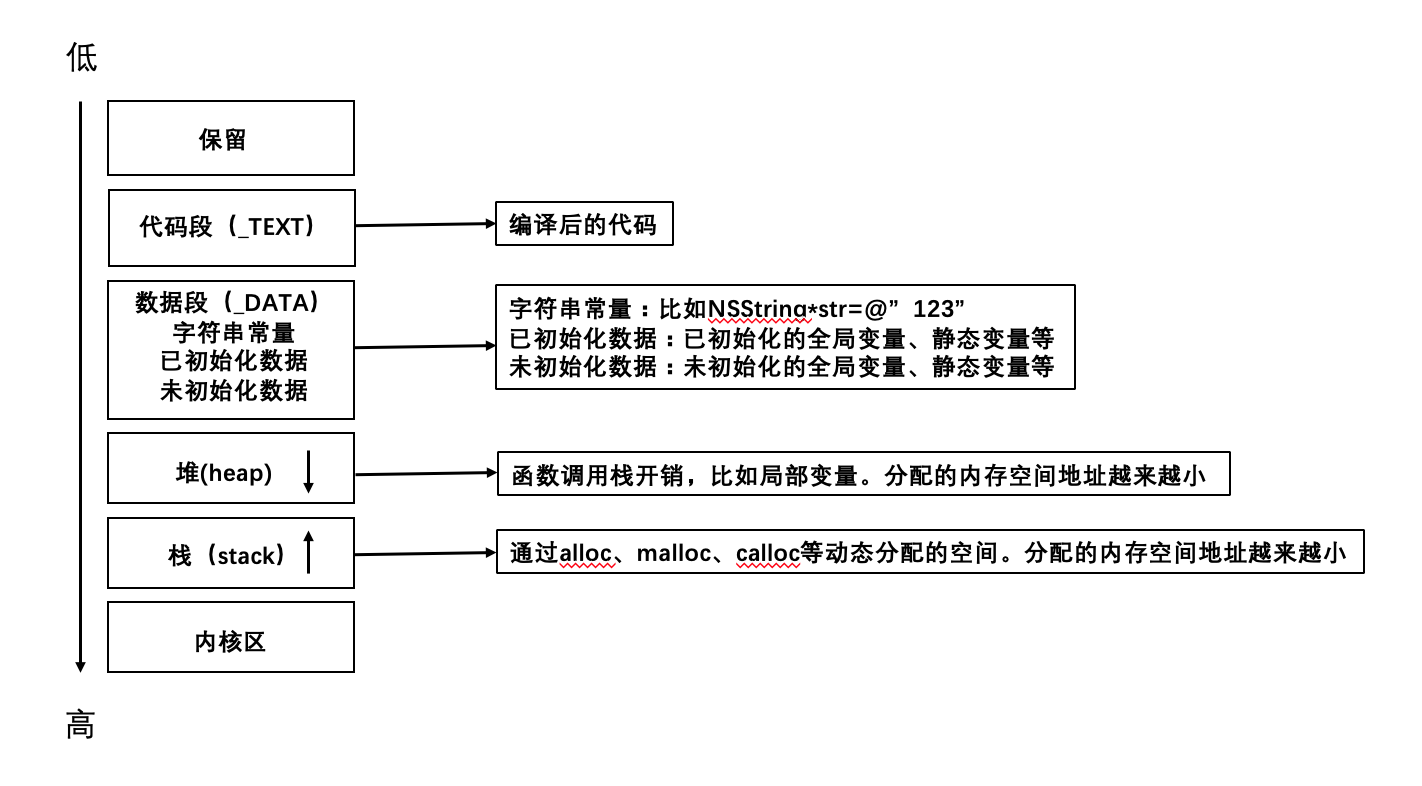 低
保留
代码段（_TEXT）
编译后的代码
数据段（_DATA）
字符串常量
已初始化数据
未初始化数据
字符串常量：比如NSString*str=@”123”
已初始化数据：已初始化的全局变量、静态变量等
未初始化数据：未初始化的全局变量、静态变量等
堆(heap)
函数调用栈开销，比如局部变量。分配的内存空间地址越来越小
栈（stack）
通过alloc、malloc、calloc等动态分配的空间。分配的内存空间地址越来越小
内核区
高